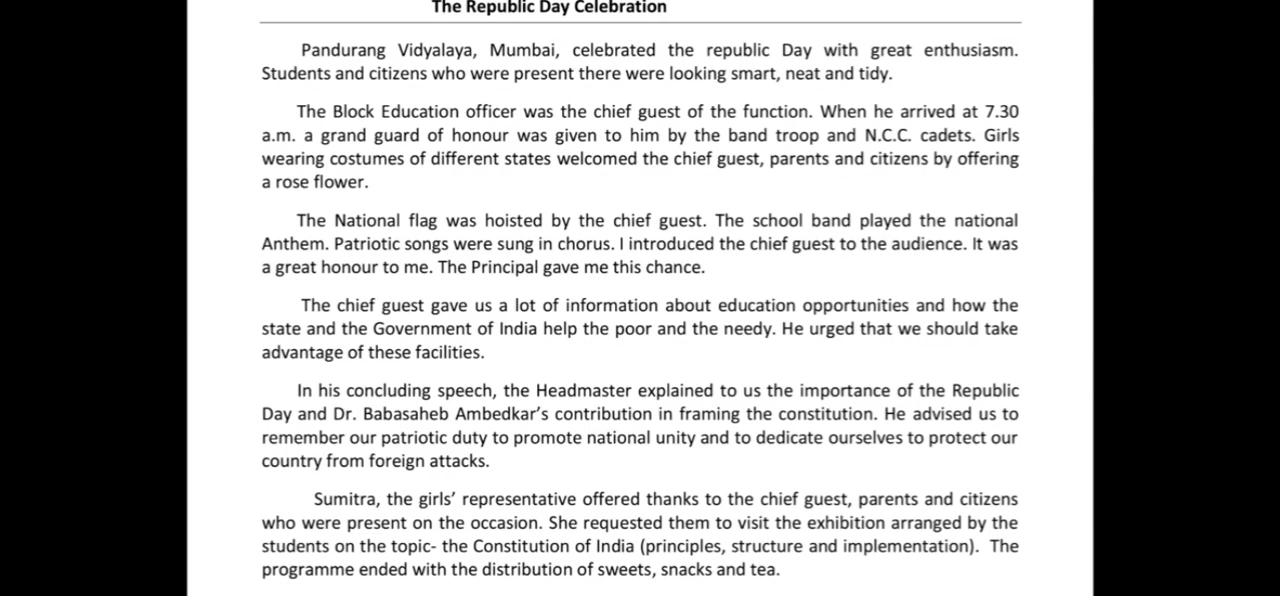 The Republic Day Celebration
Pandurang Vidyalaya, Mumbai, celebrated the republic Day with great enthusiasm.
Students and citizens who were present there were looking smart, neat and tidy.
The Block Education officer was the chief guest of the function. When he arrived at 7.30
a.m. a grand guard of honour was given to him by the band troop and N.C.C. cadets. Girls
wearing costumes of different states welcomed the chief guest, parents and citizens by offering
a rose flower.
The National flag was hoisted by the chief guest. The school band played the national
Anthem. Patriotic songs were sung in chorus. I introduced the chief guest to the audience. It was
a great honour to me. The Principal gave me this chance.
The chief guest gave us a lot of information about education opportunities and how the
state and the Government of India help the poor and the needy. He urged that we should take
advantage of these facilities.
In his concluding speech, the Headmaster explained to us the importance of the Republic
Day and Dr. Babasaheb Ambedkar's contribution in framing the constitution. He advised us to
remember our patriotic duty to promote national unity and to dedicate ourselves to protect our
country from foreign attacks.
Sumitra, the girls' representative offered thanks to the chief guest, parents and citizens
who were present on the occasion. She requested them to visit the exhibition arranged by the
students on the topic- the Constitution of India (principles, structure and implementation). The
programme ended with the distribution of sweets, snacks and tea.